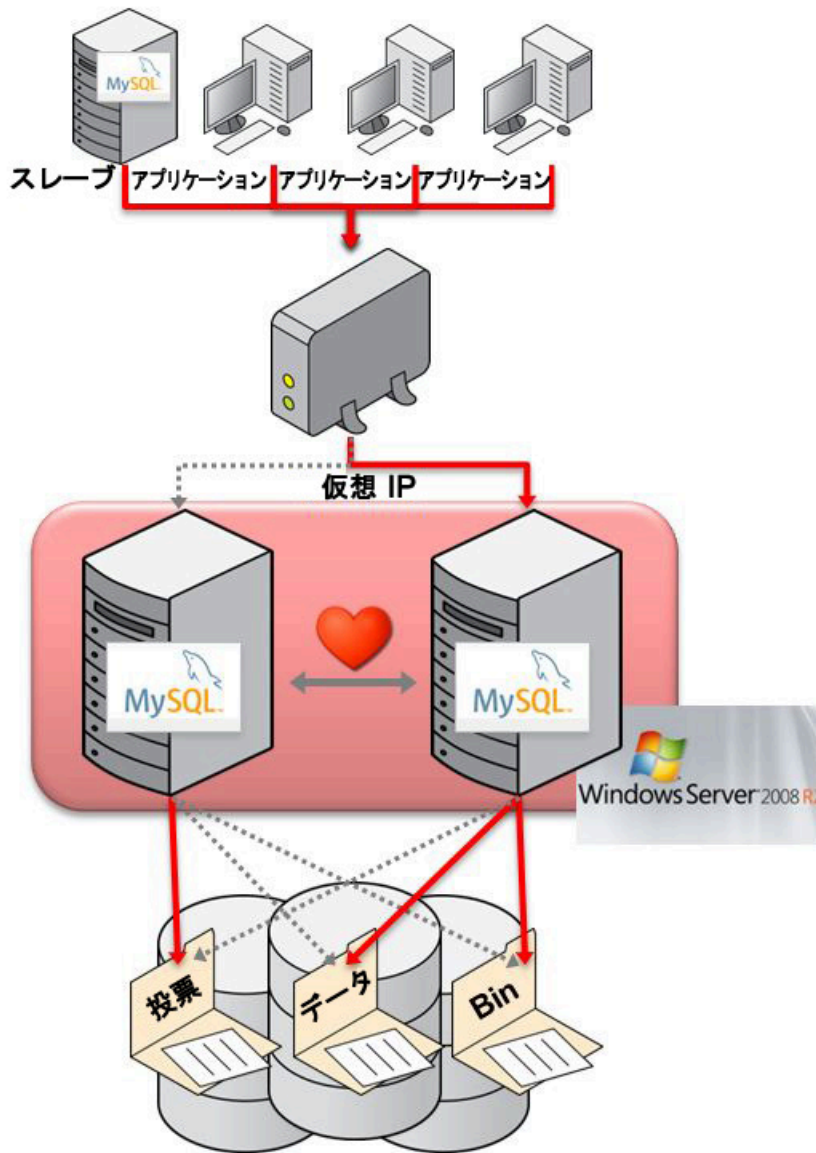 MySQL
スレーブ アプリケーション アプリケーション アプリケーション
仮想 IP
MySQL
MySQL
Windows Server 2008 R2
投票
データ
Bin